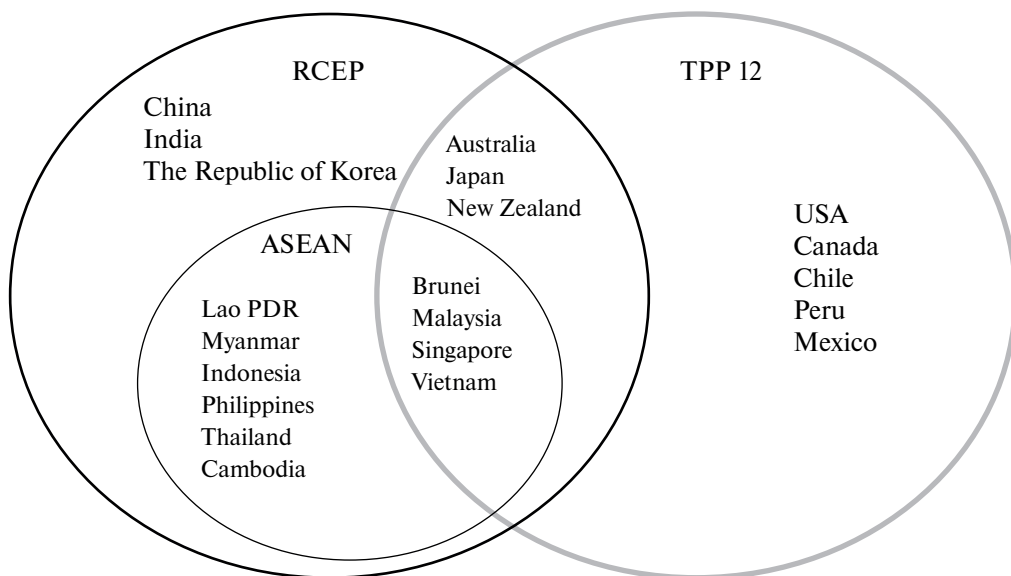 RCEP
China
India
The Republic of Korea
TPP 12
Australia
Japan
New Zealand
ASEAN
Lao PDR
Myanmar
Indonesia
Philippines
Thailand
Cambodia
Brunei
Malaysia
Singapore
Vietnam
USA
Canada
Chile
Peru
Mexico